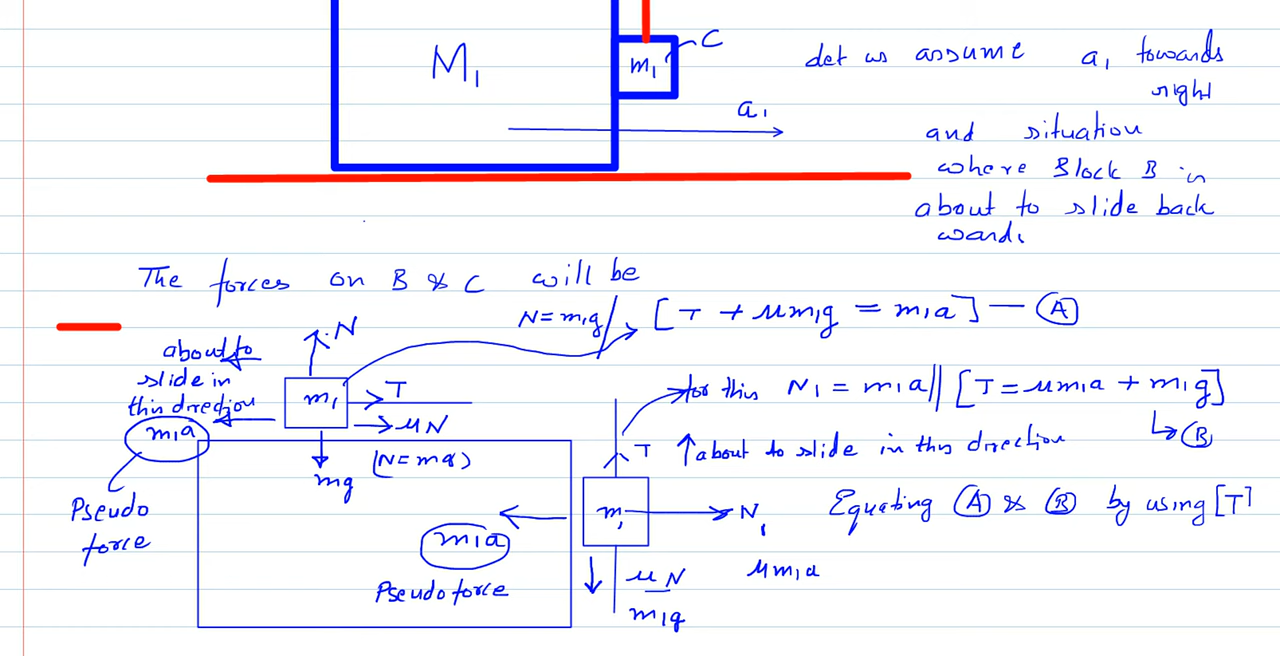 M₁
m₁
C
a₁
det us assume a₁ towards
right
and situation
where Block B is
about to slide back
wards
The forces on B & C will be
N = m₁g
[T + μm₁g = m₁a] — Ⓐ
N
about to
slide in
this direction
m₁
T
μN
(N = mg)
mg
m₁a
Pseudo
force
for this N₁ = m₁a || [T = μm₁a + m₁g]
Ⓑ
T
↑ about to slide in this direction
m₁
N₁
Equating Ⓐ & Ⓑ by using [T]
m₁a
Pseudo force
μN
m₁g
μm₁a